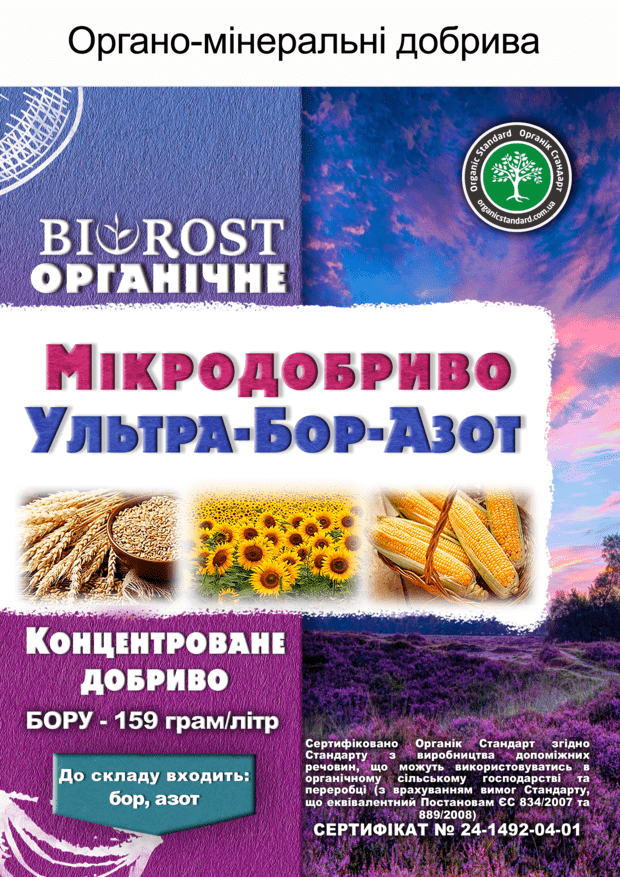 Органо-мінеральні добрива
Organic Standard Органік Стандарт
organicstandard.com.ua
BIOROST
ОРГАНІЧНЕ
Мікродобриво
Ультра-Бор-Азот
Концентроване
добриво
БОРУ - 159 грам/літр
До складу входить:
бор, азот
Сертифіковано Органік Стандарт згідно
Стандарту з виробництва допоміжних
речовин, що можуть використовуватись в
органічному сільському господарстві та
переробці (з врахуванням вимог Стандарту,
що еквівалентний Постановам ЄС 834/2007 та
889/2008)
СЕРТИФІКАТ № 24-1492-04-01